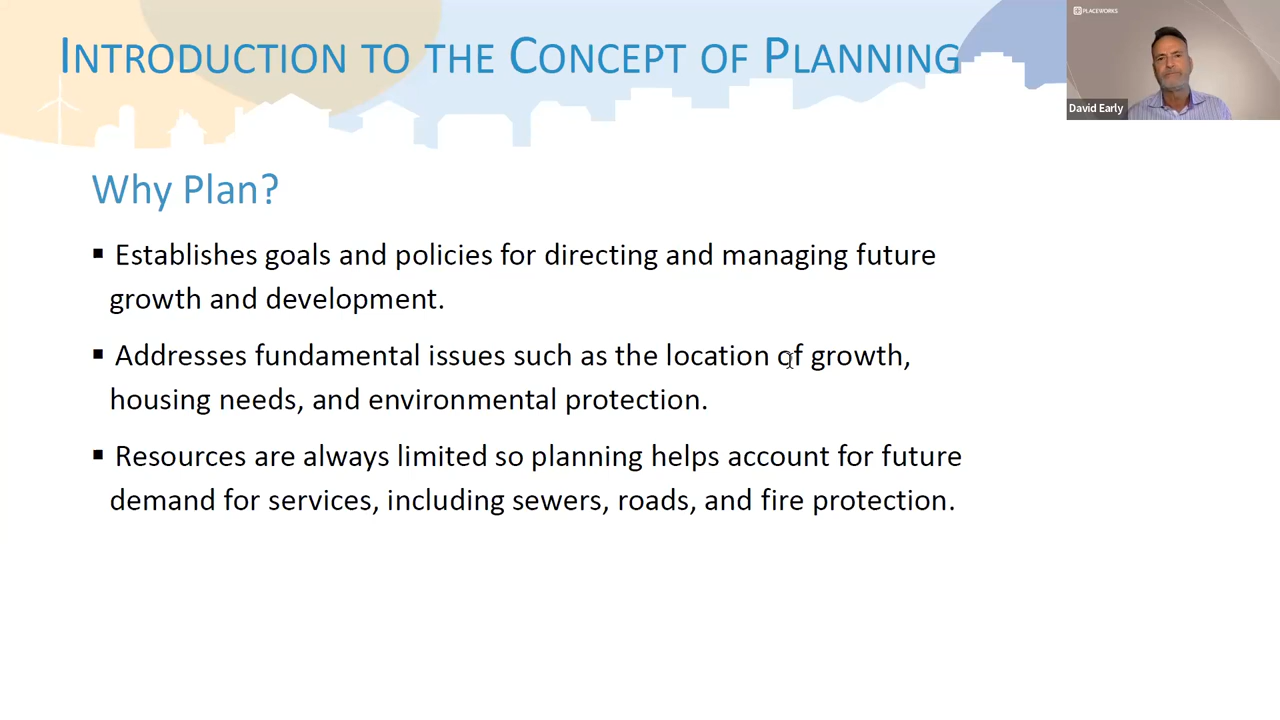 INTRODUCTION TO THE CONCEPT OF PLANNING
PLACEWORKS
David Early
Why Plan?
▪ Establishes goals and policies for directing and managing future
growth and development.
▪ Addresses fundamental issues such as the location of growth,
housing needs, and environmental protection.
▪ Resources are always limited so planning helps account for future
demand for services, including sewers, roads, and fire protection.